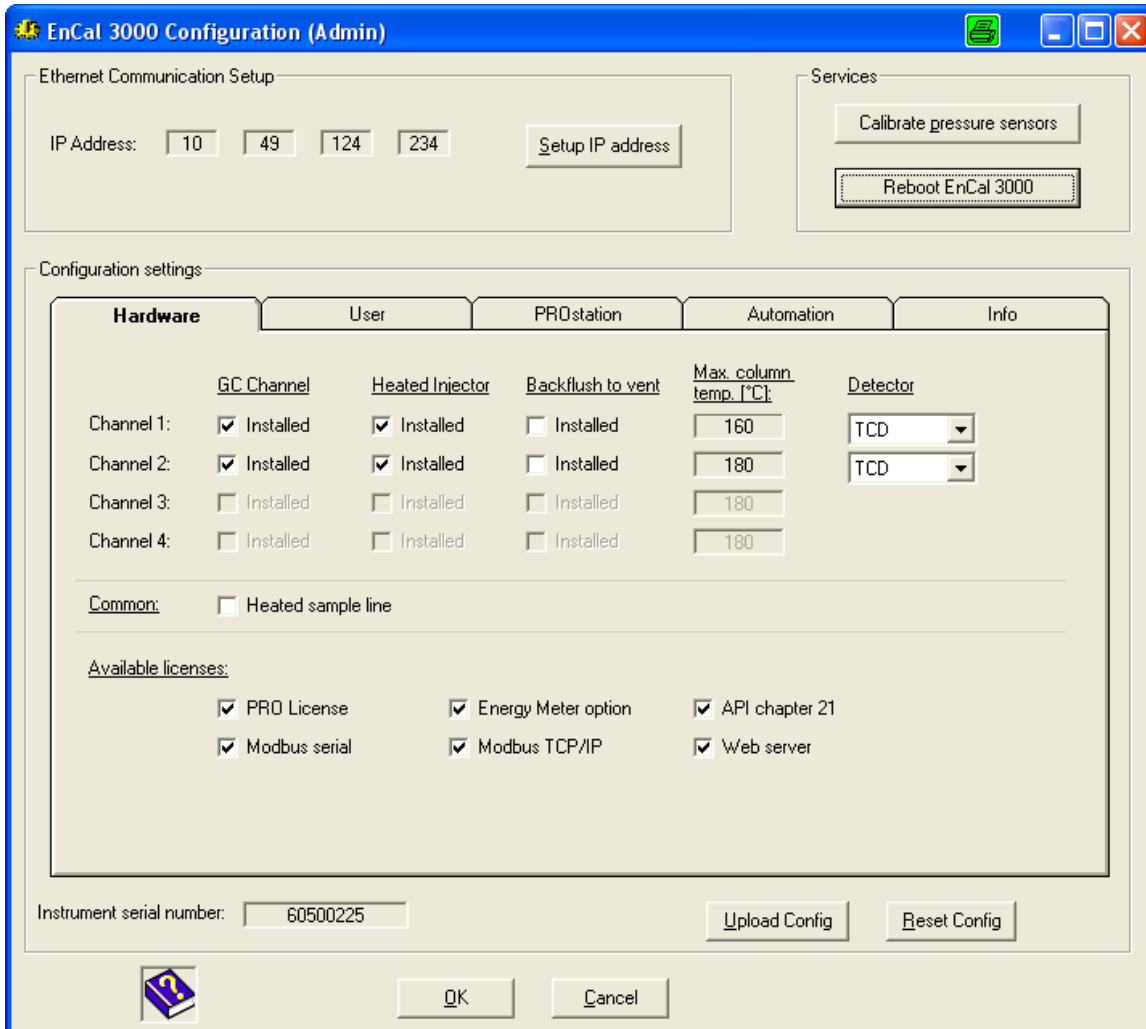 EnCal 3000 Configuration (Admin)
Ethernet Communication Setup
IP Address: 10 49 124 234
Setup IP address
Services
Calibrate pressure sensors
Reboot EnCal 3000
Configuration settings
Hardware User PROstation Automation Info
GC Channel Heated Injector Backflush to vent Max. column temp. [°C]: Detector
Channel 1: Installed Installed Installed 160 TCD
Channel 2: Installed Installed Installed 180 TCD
Channel 3: Installed Installed Installed 180
Channel 4: Installed Installed Installed 180
Common: Heated sample line
Available licenses:
PRO License Energy Meter option API chapter 21
Modbus serial Modbus TCP/IP Web server
Instrument serial number: 60500225
Upload Config Reset Config
?
OK Cancel